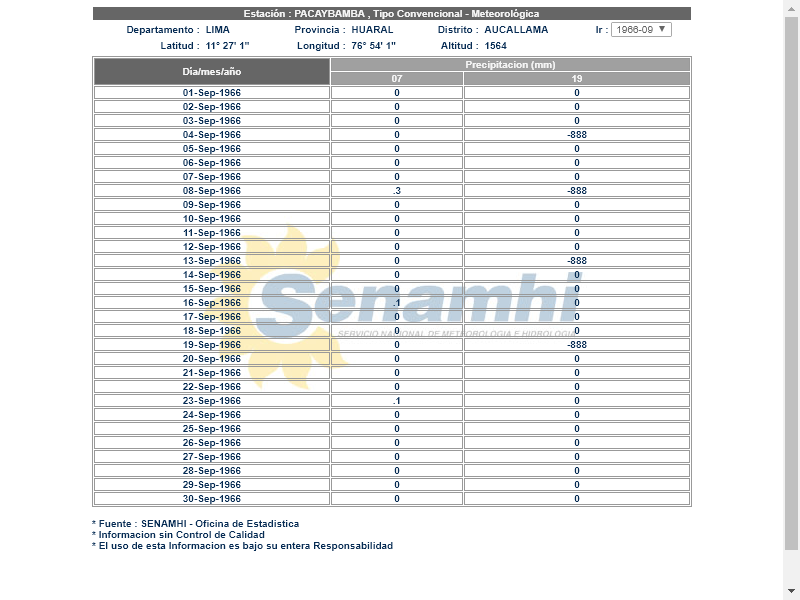 Estación : PACAYBAMBA , Tipo Convencional - Meteorológica
Departamento : LIMA Provincia : HUARAL Distrito : AUCALLAMA Ir : 1966-09 ▼
Latitud : 11° 27' 1" Longitud : 76° 54' 1" Altitud : 1564
Dia/mes/año Precipitacion (mm)
07 19
01-Sep-1966 0 0
02-Sep-1966 0 0
03-Sep-1966 0 0
04-Sep-1966 0 -888
05-Sep-1966 0 0
06-Sep-1966 0 0
07-Sep-1966 0 0
08-Sep-1966 .3 -888
09-Sep-1966 0 0
10-Sep-1966 0 0
11-Sep-1966 0 0
12-Sep-1966 0 0
13-Sep-1966 0 -888
14-Sep-1966 0 0
15-Sep-1966 0 0
16-Sep-1966 .1 0
17-Sep-1966 0 0
18-Sep-1966 0 0
19-Sep-1966 0 -888
20-Sep-1966 0 0
21-Sep-1966 0 0
22-Sep-1966 0 0
23-Sep-1966 .1 0
24-Sep-1966 0 0
25-Sep-1966 0 0
26-Sep-1966 0 0
27-Sep-1966 0 0
28-Sep-1966 0 0
29-Sep-1966 0 0
30-Sep-1966 0 0
Senamhi
SERVICIO NACIONAL DE METEOROLOGIA E HIDROLOGIA
* Fuente : SENAMHI - Oficina de Estadistica
* Informacion sin Control de Calidad
* El uso de esta Informacion es bajo su entera Responsabilidad